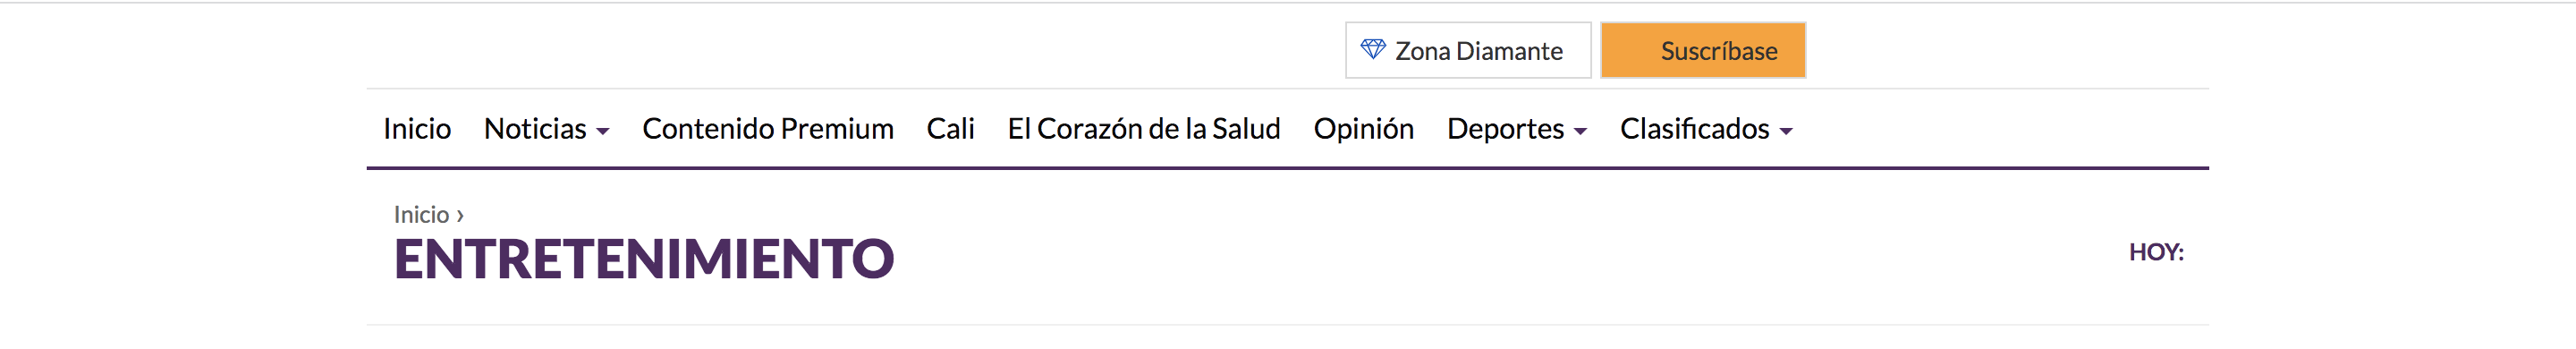 Zona Diamante Suscríbase
Inicio Noticias Contenido Premium Cali El Corazón de la Salud Opinión Deportes Clasificados
Inicio ›
ENTRETENIMIENTO
HOY: